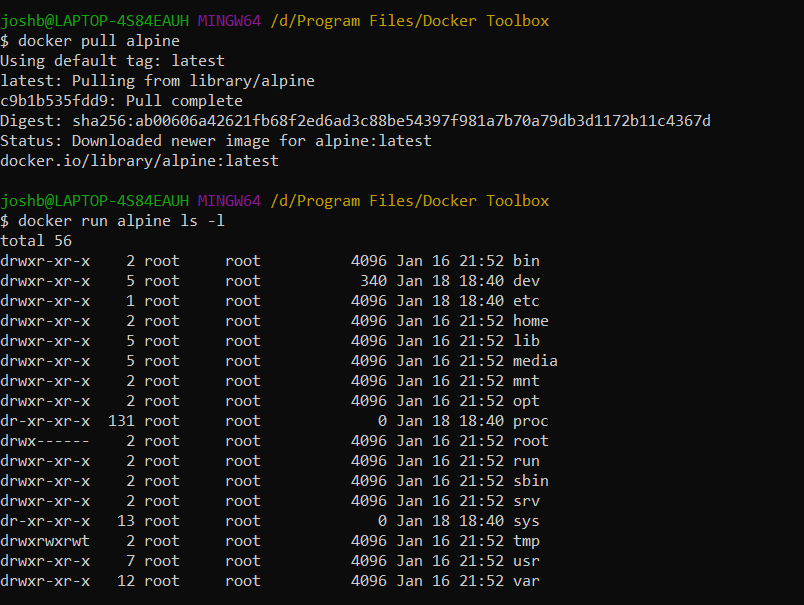 joshb@LAPTOP-4S84EAUH MINGW64 /d/Program Files/Docker Toolbox
$ docker pull alpine
Using default tag: latest
latest: Pulling from library/alpine
c9b1b535fdd9: Pull complete
Digest: sha256:ab00606a42621fb68f2ed6ad3c88be54397f981a7b70a79db3d1172b11c4367d
Status: Downloaded newer image for alpine:latest
docker.io/library/alpine:latest

joshb@LAPTOP-4S84EAUH MINGW64 /d/Program Files/Docker Toolbox
$ docker run alpine ls -l
total 56
drwxr-xr-x    2 root     root          4096 Jan 16 21:52 bin
drwxr-xr-x    5 root     root           340 Jan 18 18:40 dev
drwxr-xr-x    1 root     root          4096 Jan 18 18:40 etc
drwxr-xr-x    2 root     root          4096 Jan 16 21:52 home
drwxr-xr-x    5 root     root          4096 Jan 16 21:52 lib
drwxr-xr-x    5 root     root          4096 Jan 16 21:52 media
drwxr-xr-x    2 root     root          4096 Jan 16 21:52 mnt
drwxr-xr-x    2 root     root          4096 Jan 16 21:52 opt
dr-xr-xr-x  131 root     root             0 Jan 18 18:40 proc
drwx------    2 root     root          4096 Jan 16 21:52 root
drwxr-xr-x    2 root     root          4096 Jan 16 21:52 run
drwxr-xr-x    2 root     root          4096 Jan 16 21:52 sbin
drwxr-xr-x    2 root     root          4096 Jan 16 21:52 srv
dr-xr-xr-x   13 root     root             0 Jan 18 18:40 sys
drwxrwxrwt    2 root     root          4096 Jan 16 21:52 tmp
drwxr-xr-x    7 root     root          4096 Jan 16 21:52 usr
drwxr-xr-x   12 root     root          4096 Jan 16 21:52 var